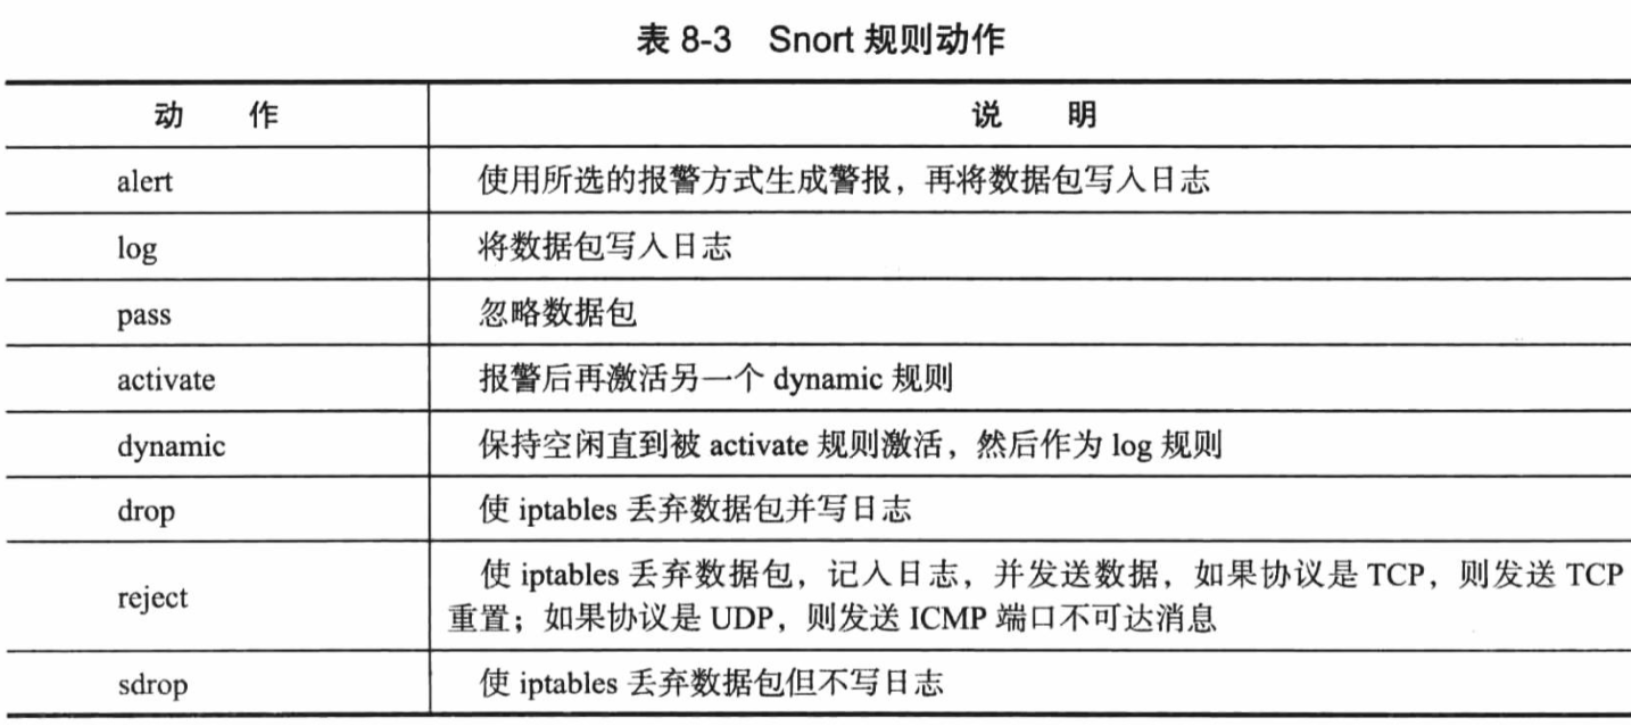 表 8-3 Snort 规则动作
动 作 说 明
alert 使用所选的报警方式生成警报，再将数据包写入日志
log 将数据包写入日志
pass 忽略数据包
activate 报警后再激活另一个 dynamic 规则
dynamic 保持空闲直到被 activate 规则激活，然后作为 log 规则
drop 使 iptables 丢弃数据包并写日志
reject 使 iptables 丢弃数据包，记入日志，并发送数据，如果协议是 TCP，则发送 TCP
重置；如果协议是 UDP，则发送 ICMP 端口不可达消息
sdrop 使 iptables 丢弃数据包但不写日志